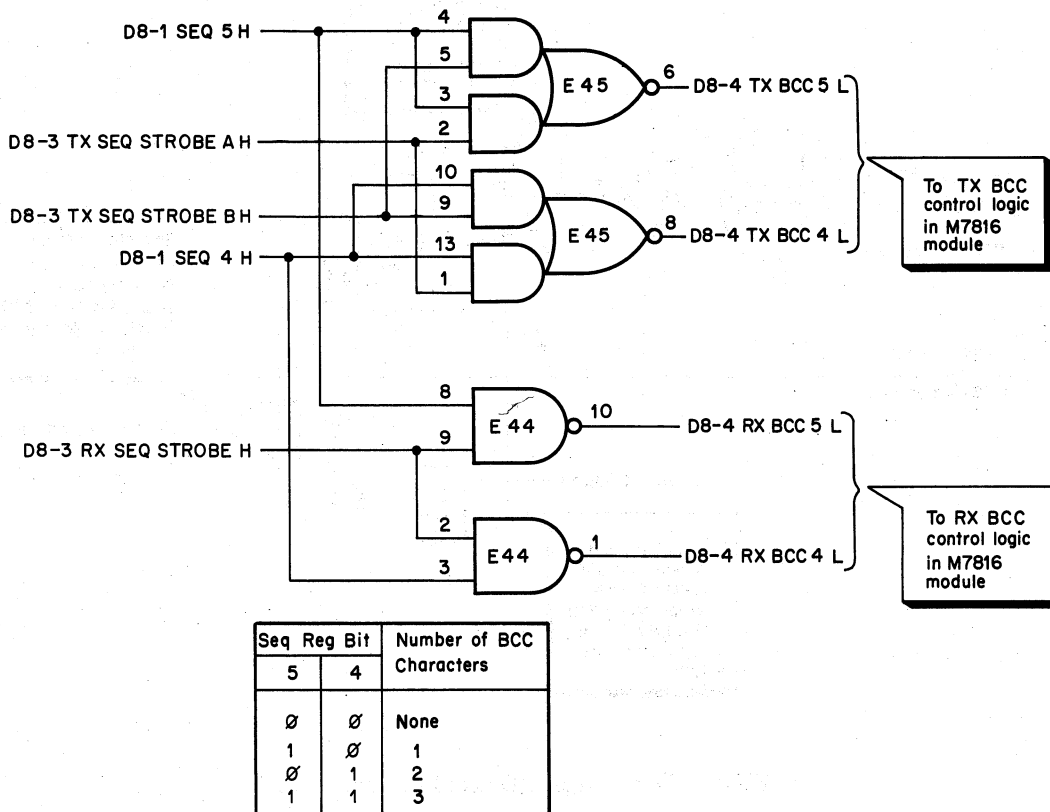 D8-1 SEQ 5 H
4
5
3
2
E 45
6
D8-4 TX BCC 5 L
D8-3 TX SEQ STROBE A H
D8-3 TX SEQ STROBE B H
D8-1 SEQ 4 H
10
9
13
1
E 45
8
D8-4 TX BCC 4 L
To TX BCC
control logic
in M7816
module
D8-3 RX SEQ STROBE H
8
9
E 44
10
D8-4 RX BCC 5 L
2
3
E44
1
D8-4 RX BCC 4 L
To RX BCC
control logic
in M7816
module
Seq Reg Bit Number of BCC
5 4 Characters
Ø Ø None
1 Ø 1
Ø 1 2
1 1 3